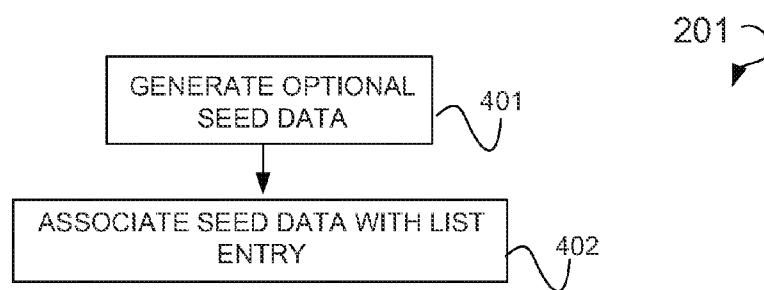 201
GENERATE OPTIONAL
SEED DATA
401
ASSOCIATE SEED DATA WITH LIST
ENTRY
402